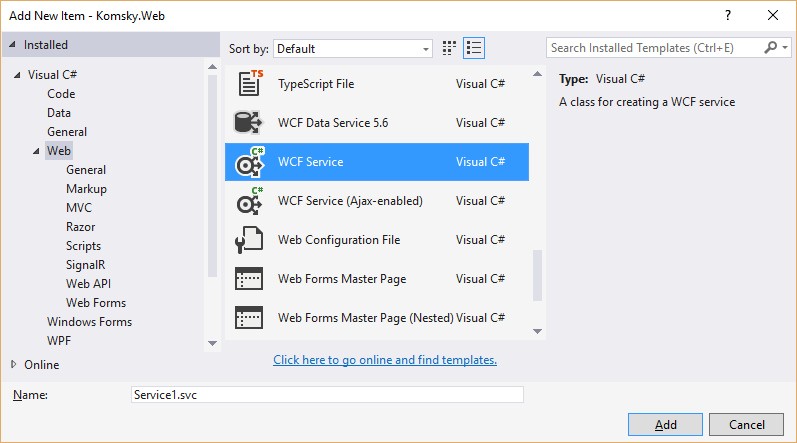 Add New Item - Komsky.Web
Installed
Sort by: Default
Search Installed Templates (Ctrl+E)
Visual C#
Code
Data
General
Web
General
Markup
MVC
Razor
Scripts
SignalR
Web API
Web Forms
Windows Forms
WPF
Online
TS
TypeScript File Visual C#
WCF Data Service 5.6 Visual C#
C#
WCF Service Visual C#
C#
WCF Service (Ajax-enabled) Visual C#
Web Configuration File Visual C#
Web Forms Master Page Visual C#
Web Forms Master Page (Nested) Visual C#
Click here to go online and find templates.
Type: Visual C#
A class for creating a WCF service
Name: Service1.svc
Add Cancel